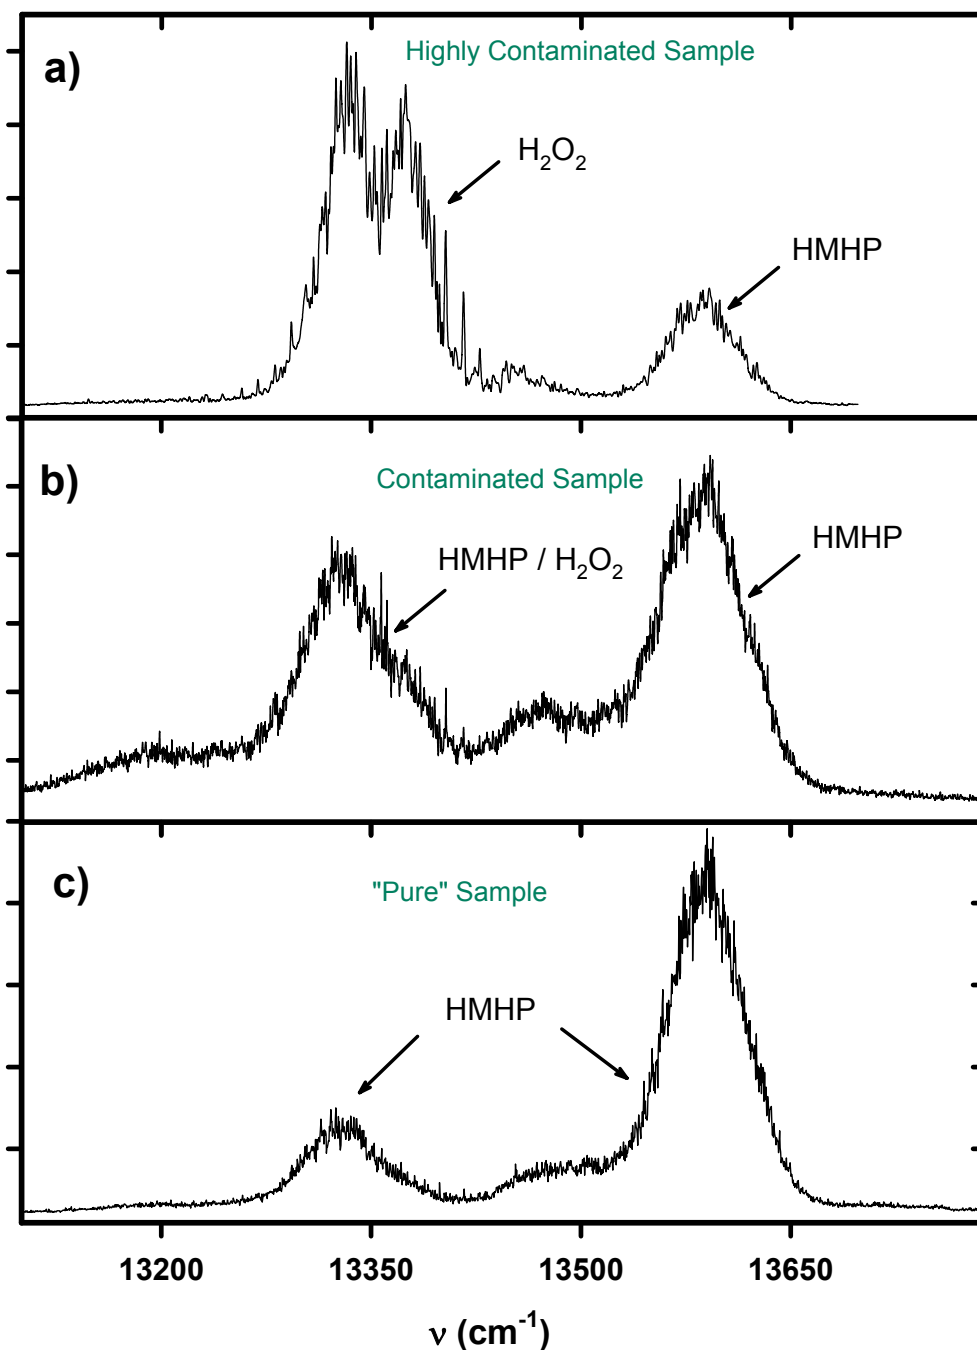 a)
Highly Contaminated Sample
H₂O₂
HMHP
b)
Contaminated Sample
HMHP / H₂O₂
HMHP
c)
"Pure" Sample
HMHP
13200 13350 13500 13650
ν (cm⁻¹)